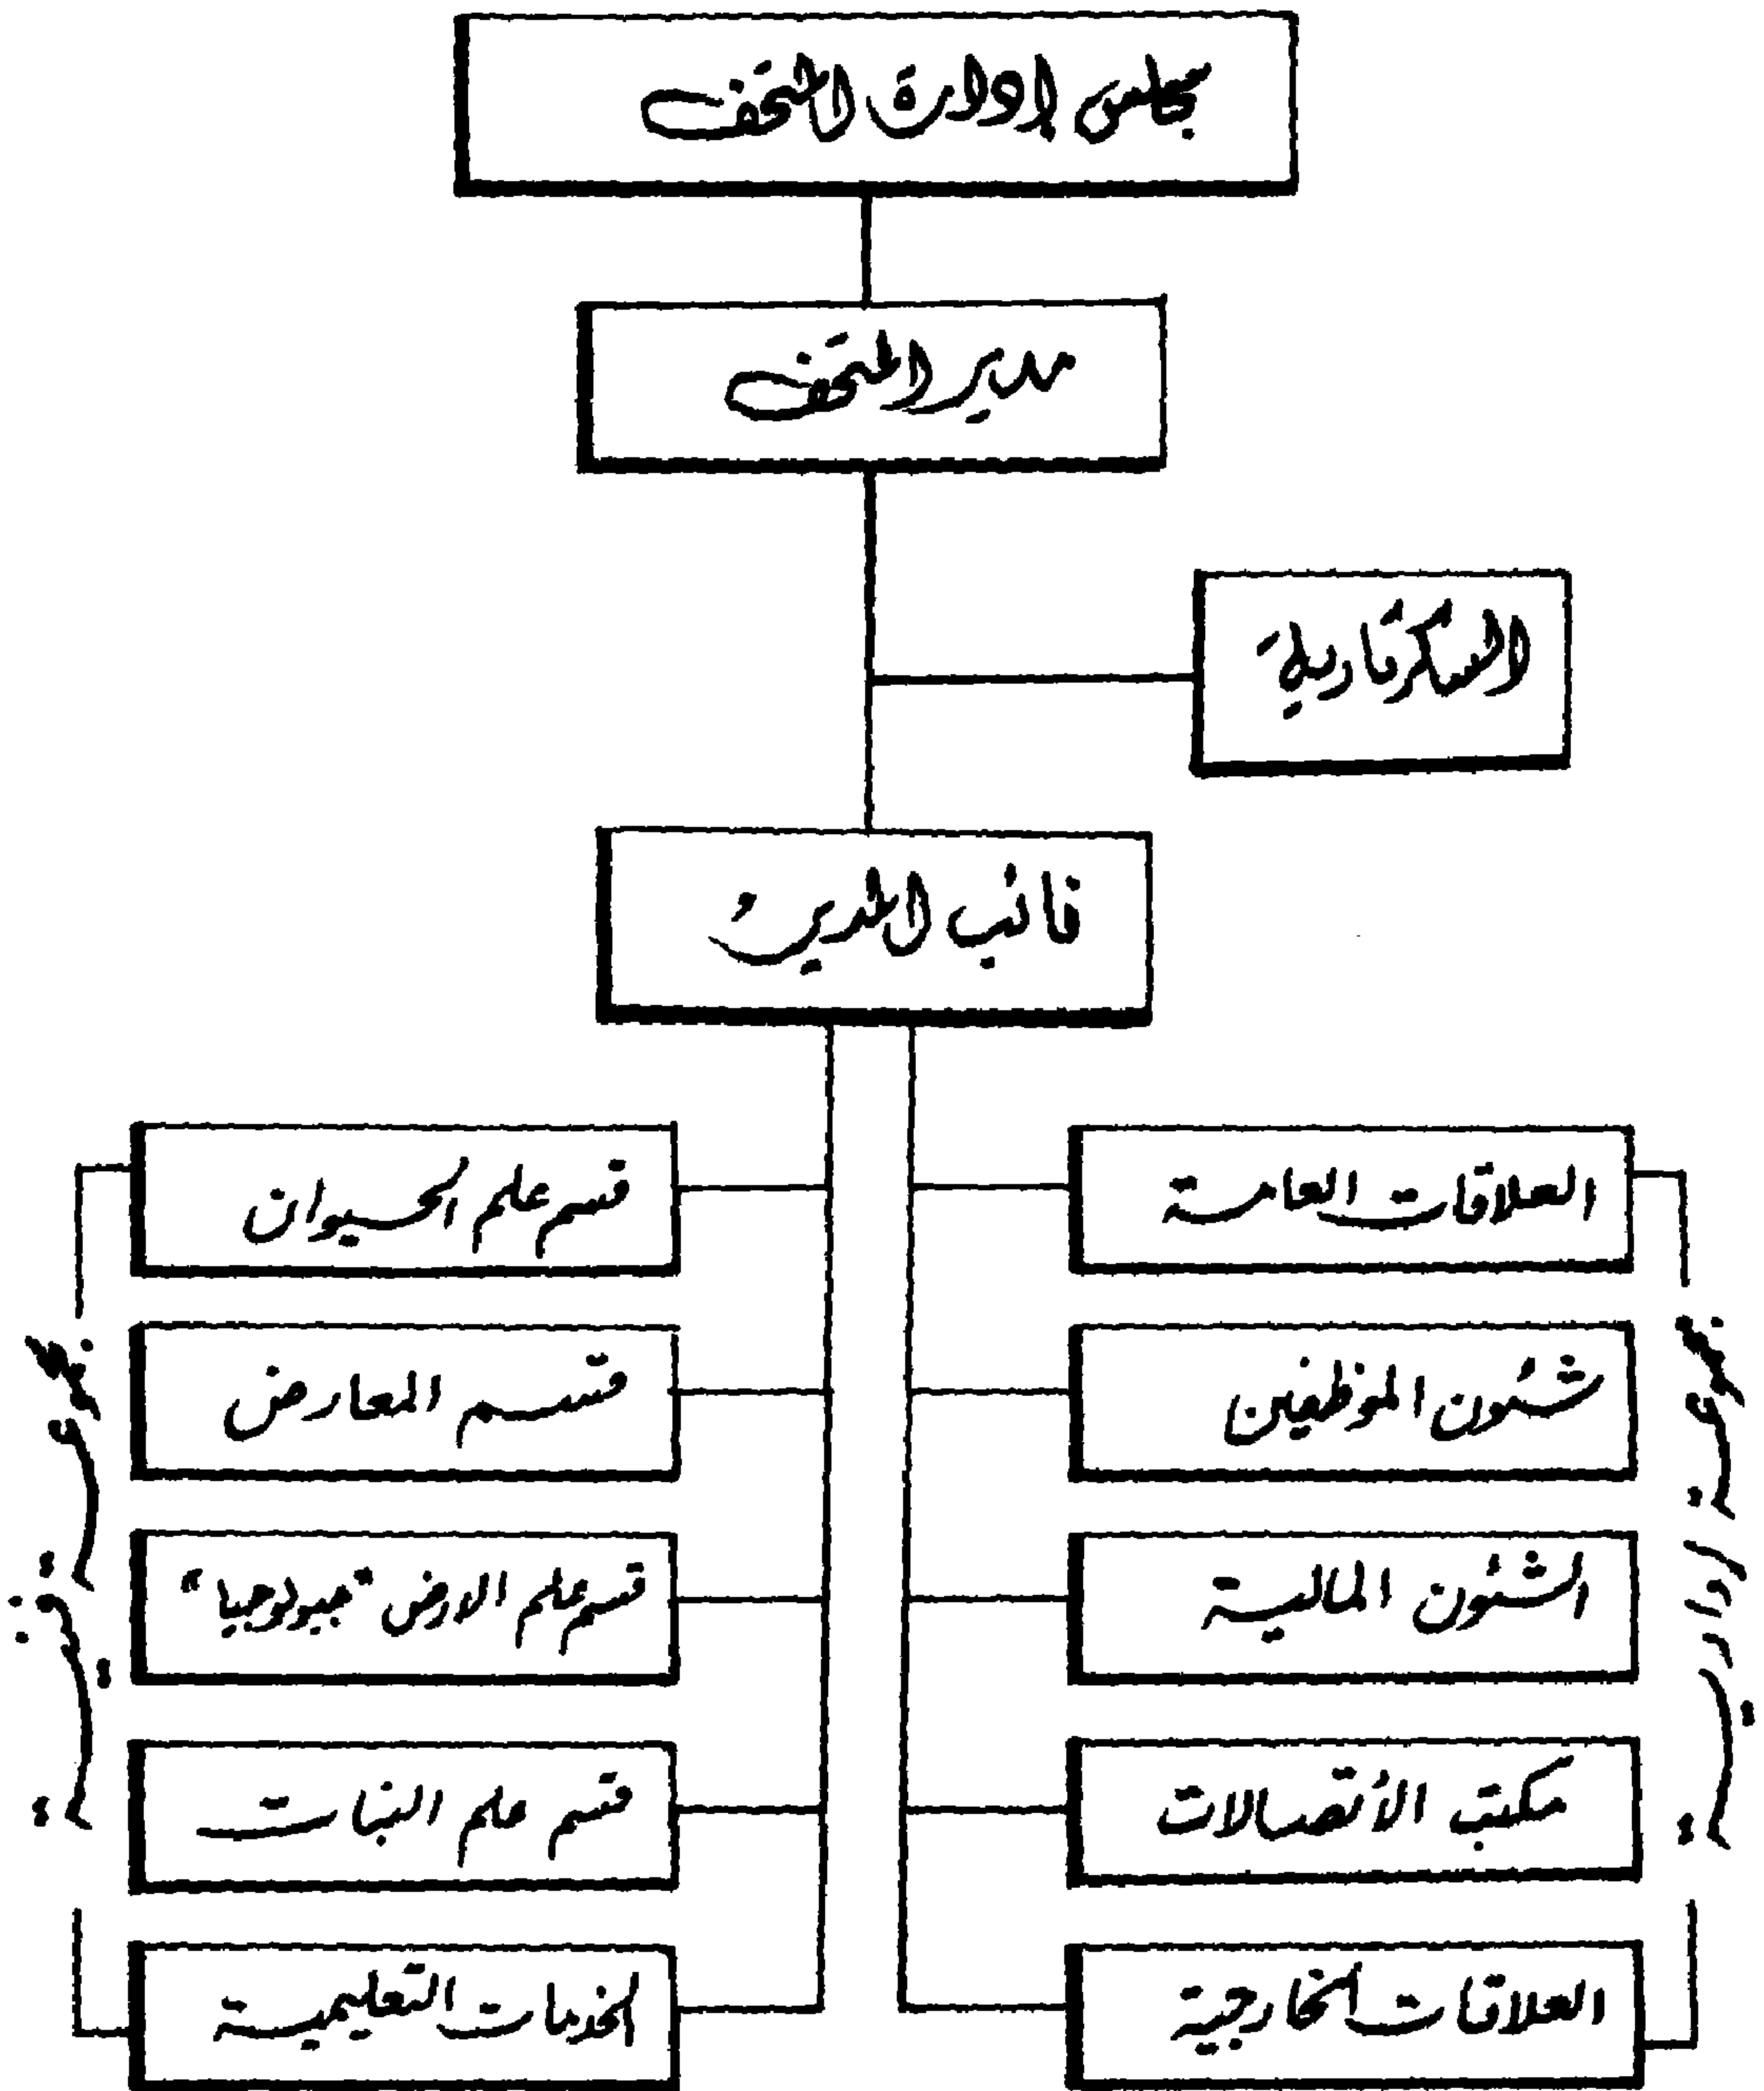 مجلس إدارة المتحف
مدير المتحف
السكرتارية
نائب المدير
العلاقات العامة
قسم علم الحيوان
شئون الموظفين
قسم المعارض
الشئون المالية
قسم علم الارض "جيولوجيا"
مكتب الأتصالات
قسم علم النبات
العلاقات الخارجية
الخدمات التعليمية